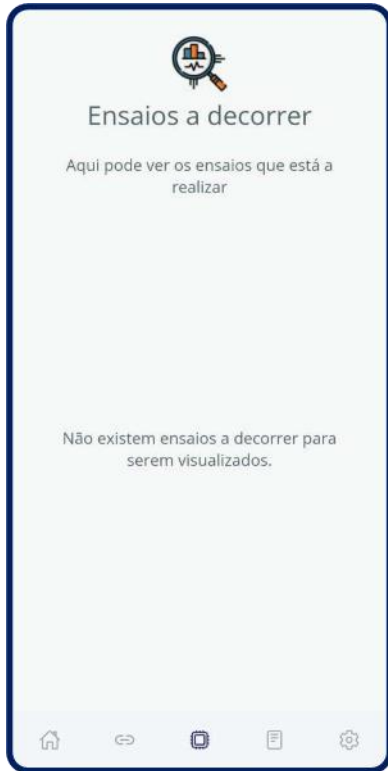 Ensaios a decorrer
Aqui pode ver os ensaios que está a
realizar
Não existem ensaios a decorrer para
serem visualizados.